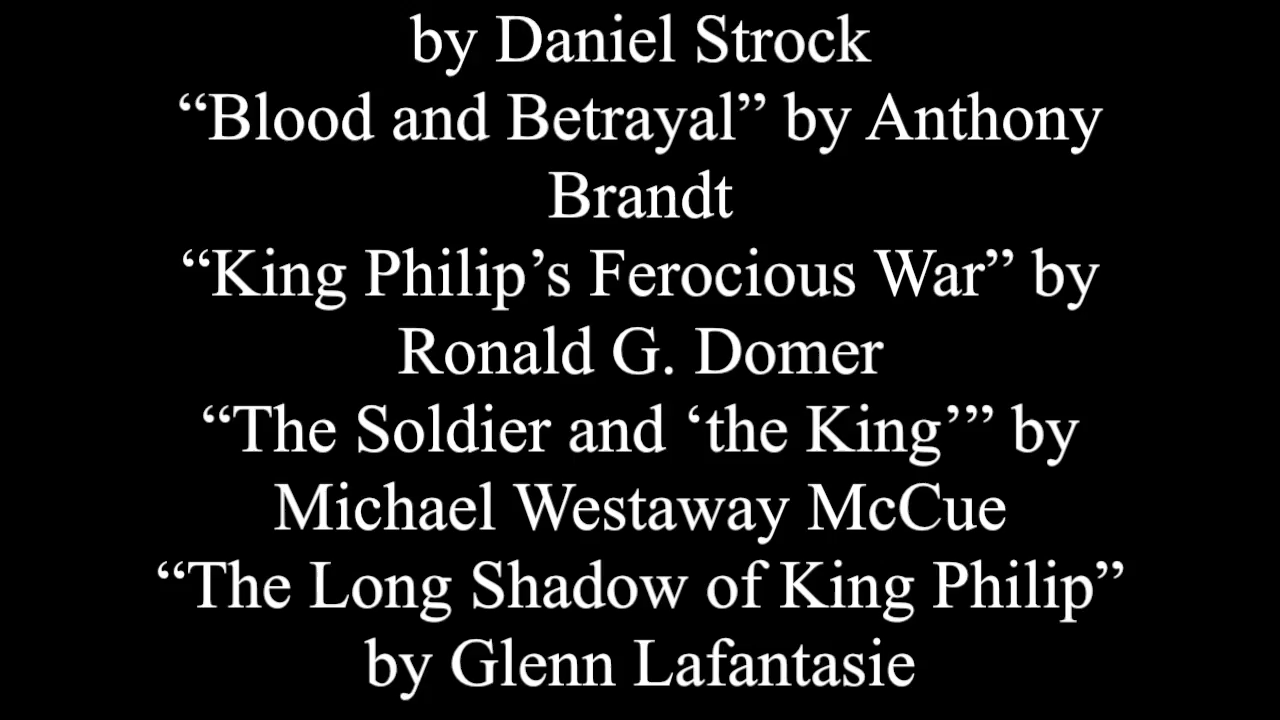 by Daniel Strock
“Blood and Betrayal” by Anthony
Brandt
“King Philip’s Ferocious War” by
Ronald G. Domer
“The Soldier and ‘the King’” by
Michael Westaway McCue
“The Long Shadow of King Philip”
by Glenn Lafantasie